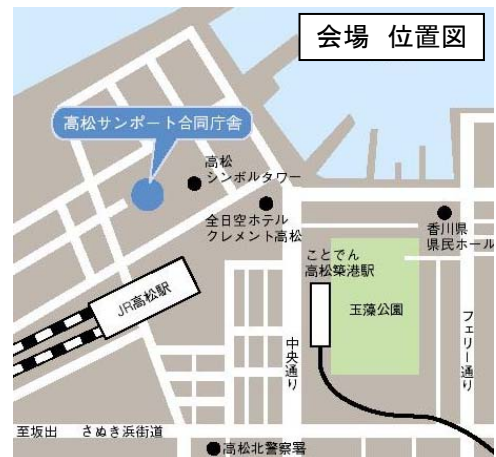 会場 位置図
高松サンポート合同庁舎
高松
シンボルタワー
全日空ホテル
クレメント高松
香川県
県民ホール
ことでん
高松築港駅
JR高松駅
玉藻公園
中央通り
フェリー通り
至坂出 さぬき浜街道
高松北警察署